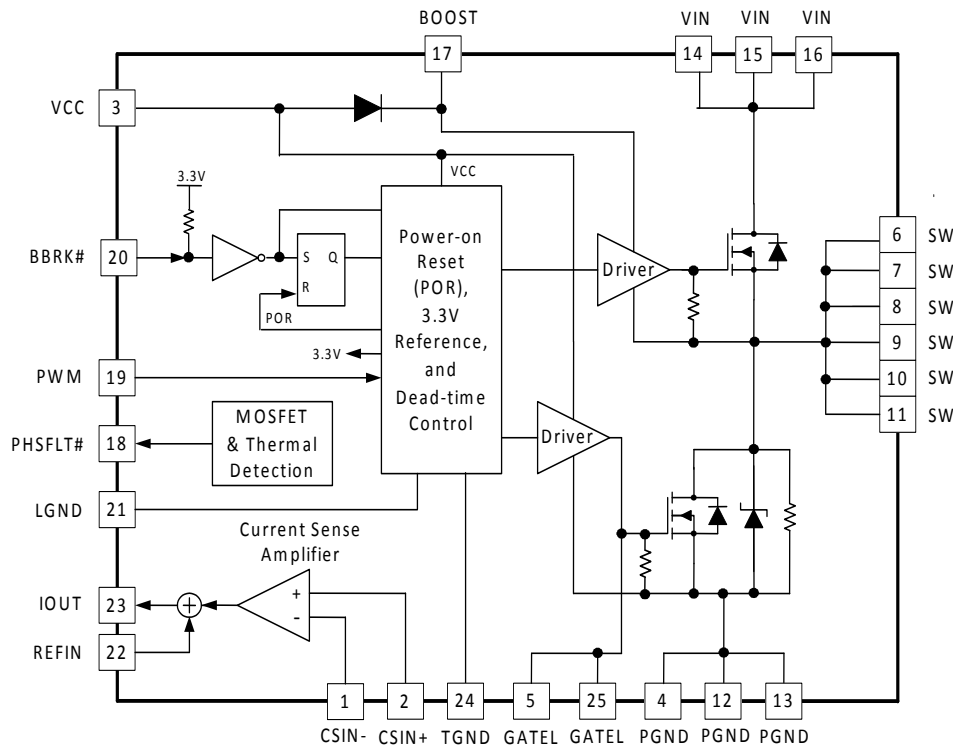 BOOST
VIN
VIN
VIN
17
14
15
16
VCC
3
VCC
3.3V
BBRK#
20
S
Q
R
POR
3.3V
Power-on
Reset
(POR),
3.3V
Reference,
and
Dead-time
Control
Driver
6
SW
7
SW
8
SW
9
SW
10
SW
11
SW
PWM
19
PHSFLT#
18
MOSFET
& Thermal
Detection
Driver
LGND
21
Current Sense
Amplifier
IOUT
23
+
+
-
REFIN
22
1
2
24
5
25
4
12
13
CSIN-
CSIN+
TGND
GATEL
GATEL
PGND
PGND
PGND